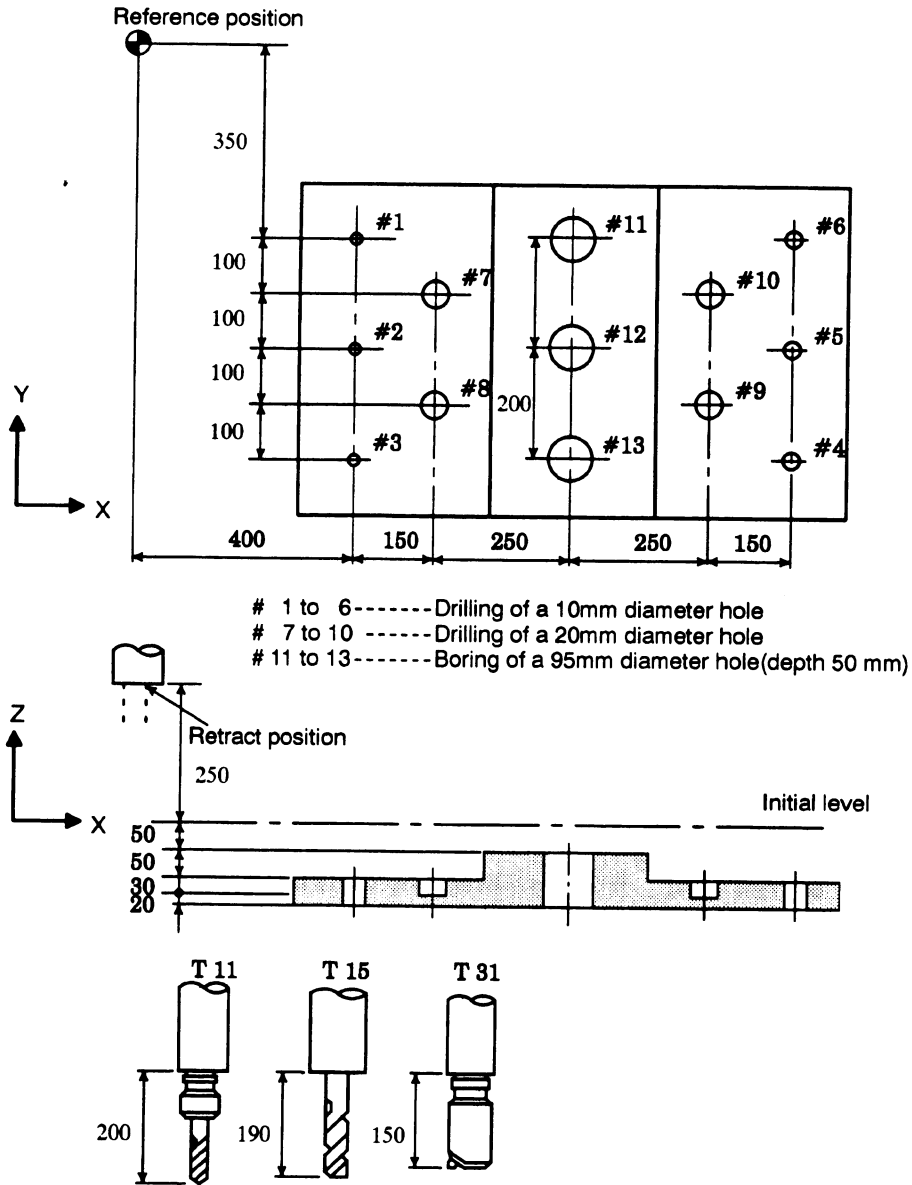 Reference position
350
#1
#11
#6
100
#7
#10
100
#2
#12
#5
100
Y
#8
200
#9
100
#3
#13
#4
X
400
150
250
250
150
# 1 to 6-------Drilling of a 10mm diameter hole
# 7 to 10 ------Drilling of a 20mm diameter hole
# 11 to 13-------Boring of a 95mm diameter hole(depth 50 mm)
Z
Retract position
250
Initial level
X
50
50
30
20
T 11
T 15
T 31
200
190
150